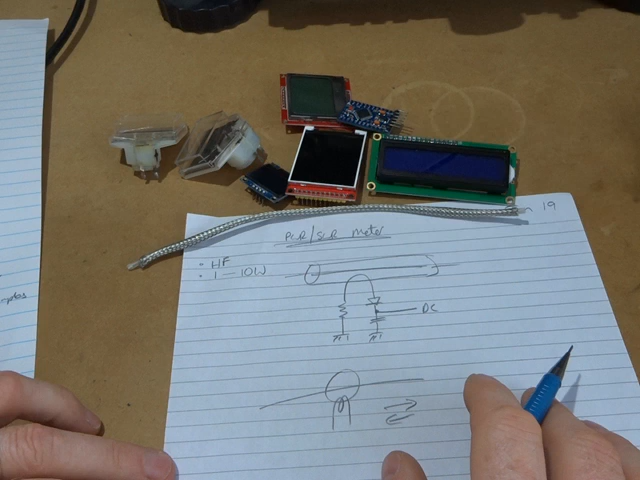 19
PWR/SWR meter
· HF
· 1 - 10W
DC